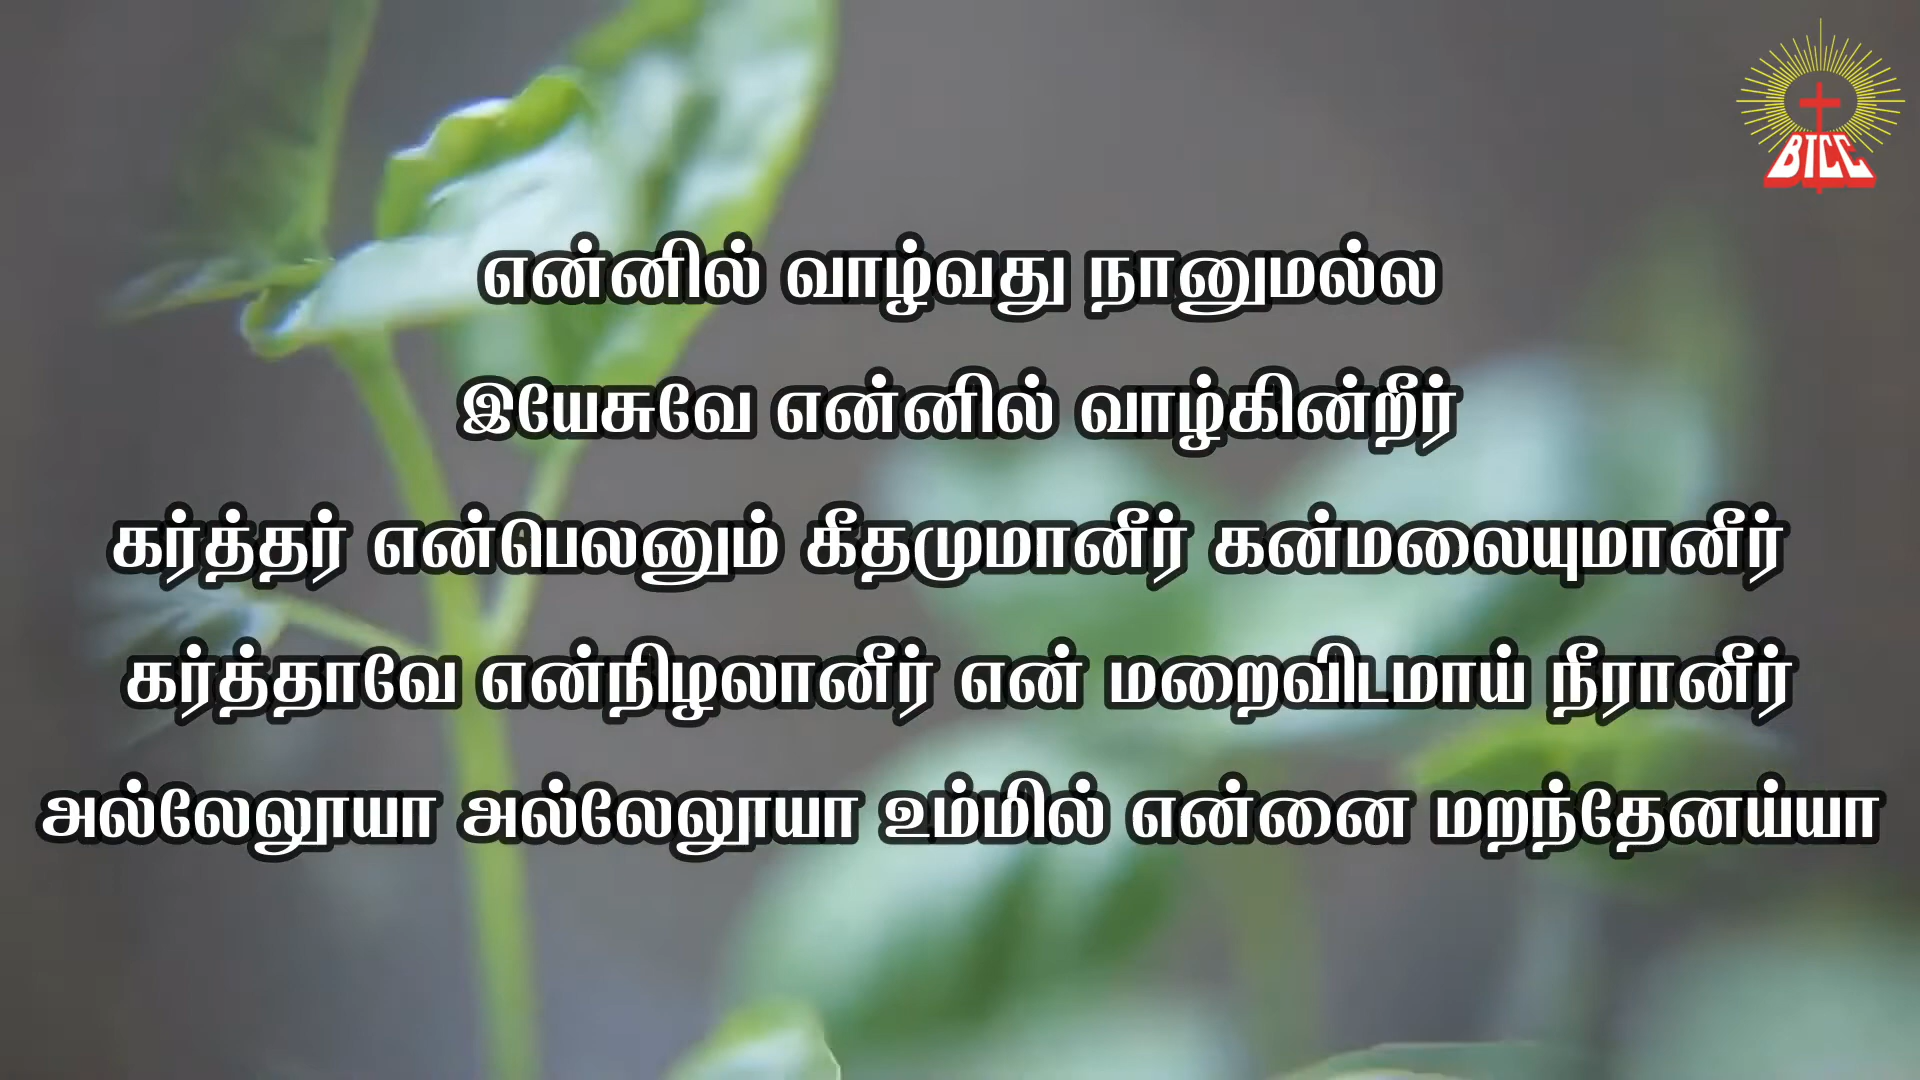 BTCC
என்னில் வாழ்வது நானுமல்ல
இயேசுவே என்னில் வாழ்கின்றீர்
கர்த்தர் என்பெலனும் கீதமுமானீர் கன்மலையுமானீர்
கர்த்தாவே என்நிழலானீர் என் மறைவிடமாய் நீரானீர்
அல்லேலூயா அல்லேலூயா உம்மில் என்னை மறந்தேனய்யா